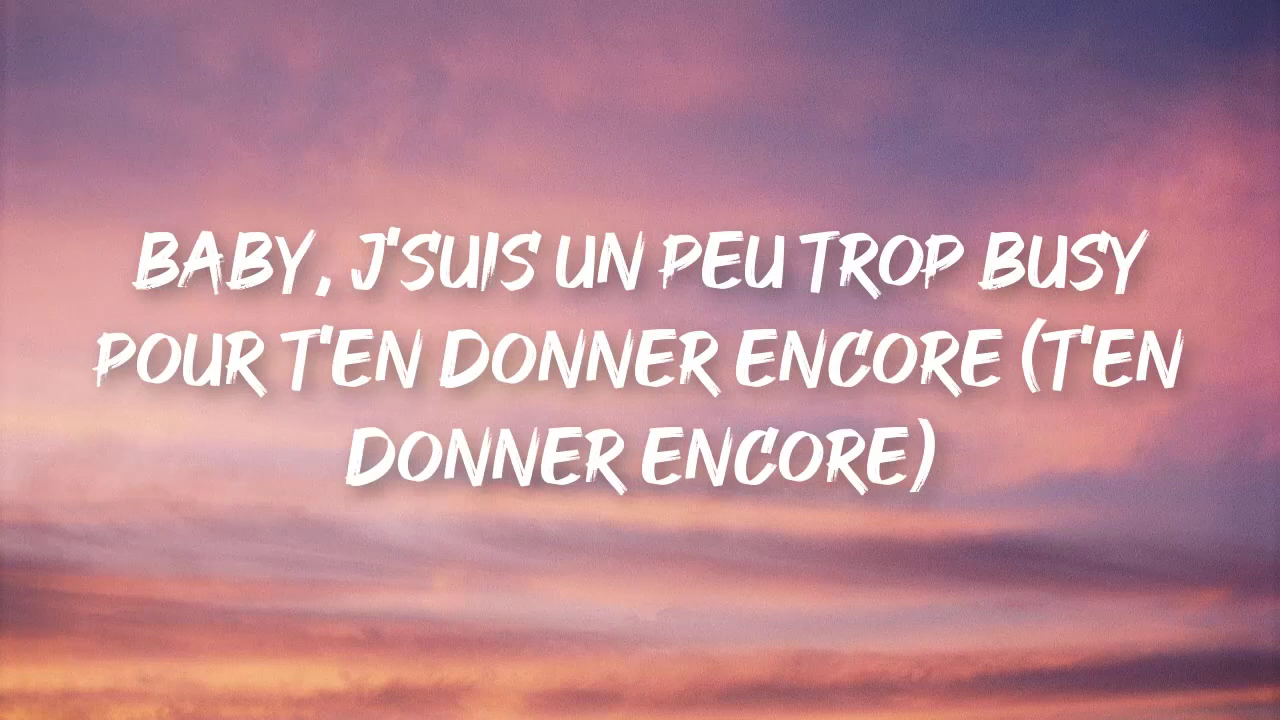 BABY, J'SUIS UN PEU TROP BUSY
POUR T'EN DONNER ENCORE (T'EN
DONNER ENCORE)